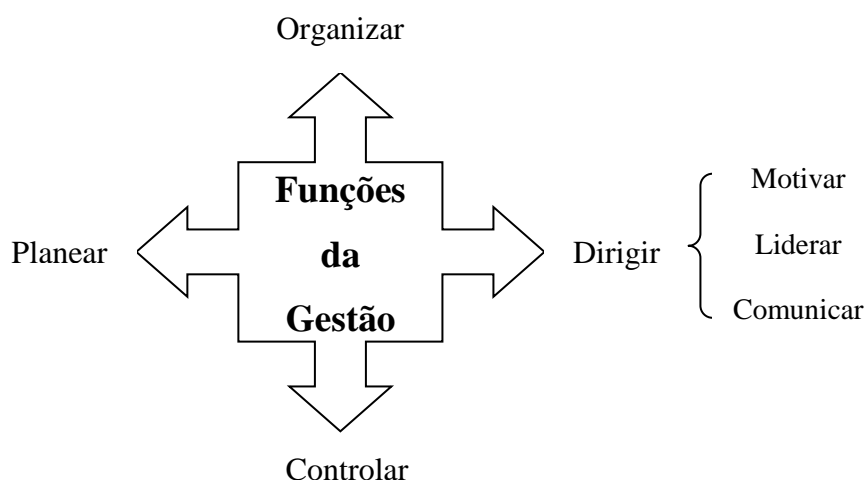 Organizar
Funções
da
Gestão
Planear
Dirigir
Motivar
Liderar
Comunicar
Controlar